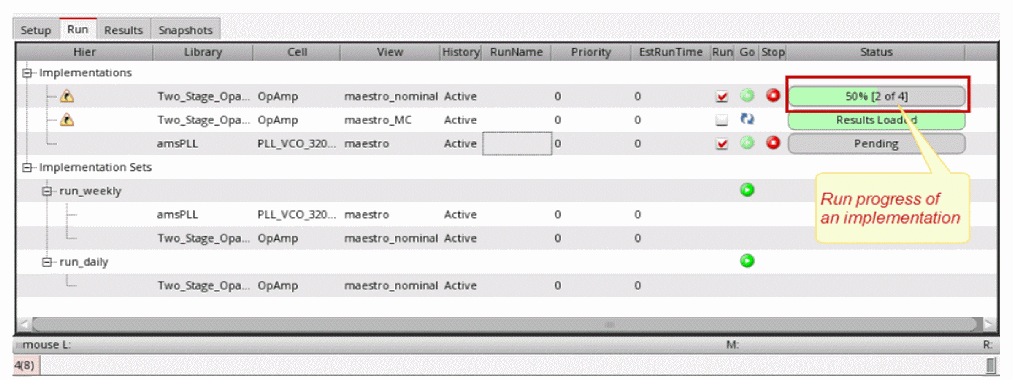 Setup Run Results Snapshots
Hier Library Cell View History RunName Priority EstRunTime Run Go Stop Status
Implementations
Two_Stage_Opa... OpAmp maestro_nominal Active 0 0 50% [2 of 4]
Two_Stage_Opa... OpAmp maestro_MC Active 0 0 Results Loaded
amsPLL PLL_VCO_320... maestro Active 0 0 Pending
Implementation Sets
run_weekly
Run progress of
an implementation
amsPLL PLL_VCO_320... maestro Active 0 0
Two_Stage_Opa... OpAmp maestro_nominal Active 0 0
run_daily
Two_Stage_Opa... OpAmp maestro_nominal Active 0 0
mouse L: M: R:
4(8)